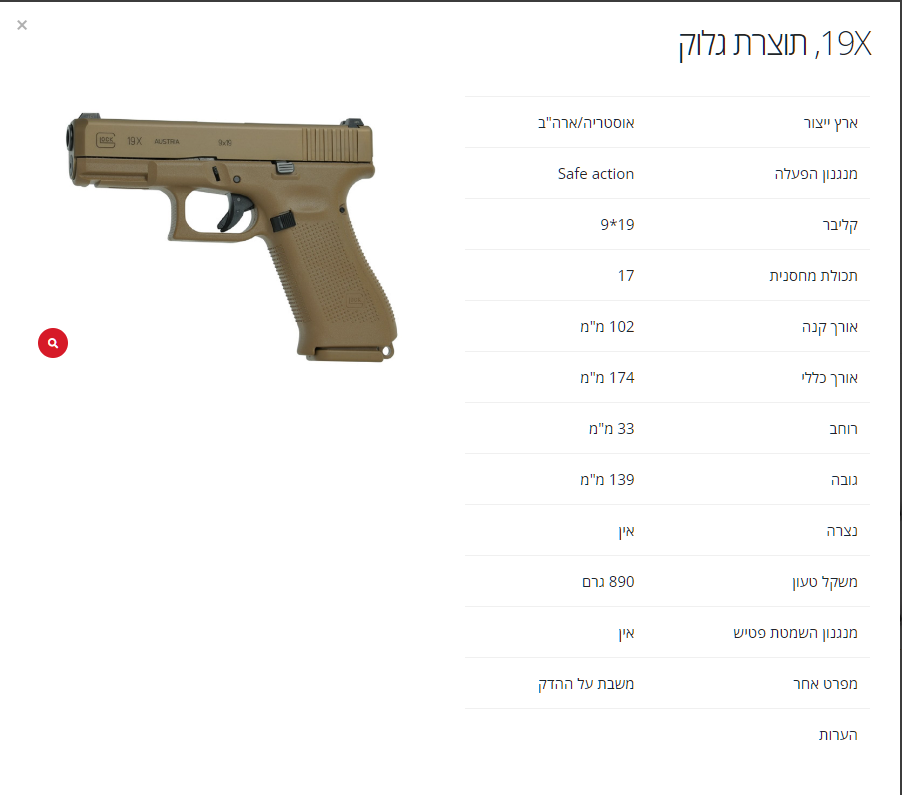 19X, תוצרת גלוק
ארץ ייצור אוסטריה/ארה"ב
מנגנון הפעלה Safe action
קליבר 9*19
תכולת מחסנית 17
אורך קנה 102 מ"מ
אורך כללי 174 מ"מ
רוחב 33 מ"מ
גובה 139 מ"מ
נצרה אין
משקל טעון 890 גרם
מנגנון השמטת פטיש אין
מפרט אחר משבת על ההדק
הערות
GLOCK 19X AUSTRIA 9x19